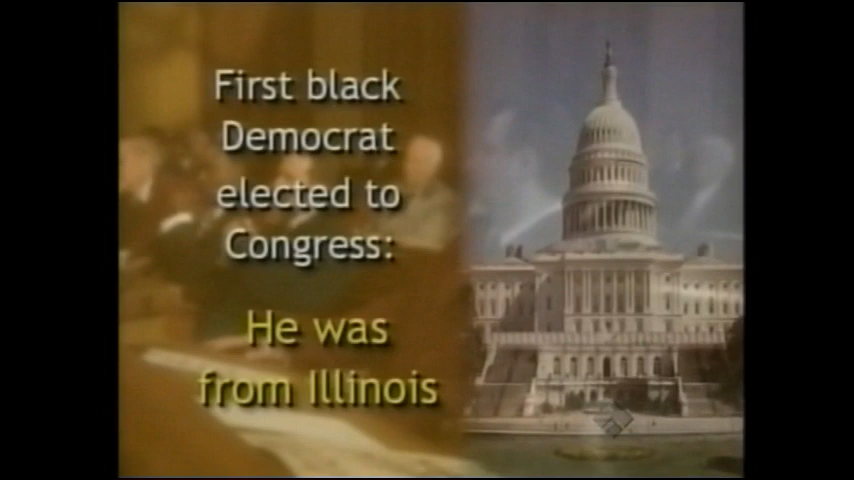 First black
Democrat
elected to
Congress:
He was
from Illinois